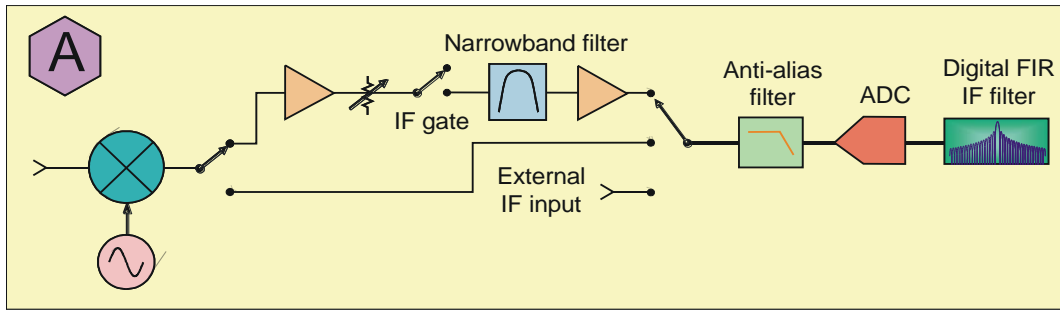 A
Narrowband filter
IF gate
External
IF input
Anti-alias
filter
ADC
Digital FIR
IF filter